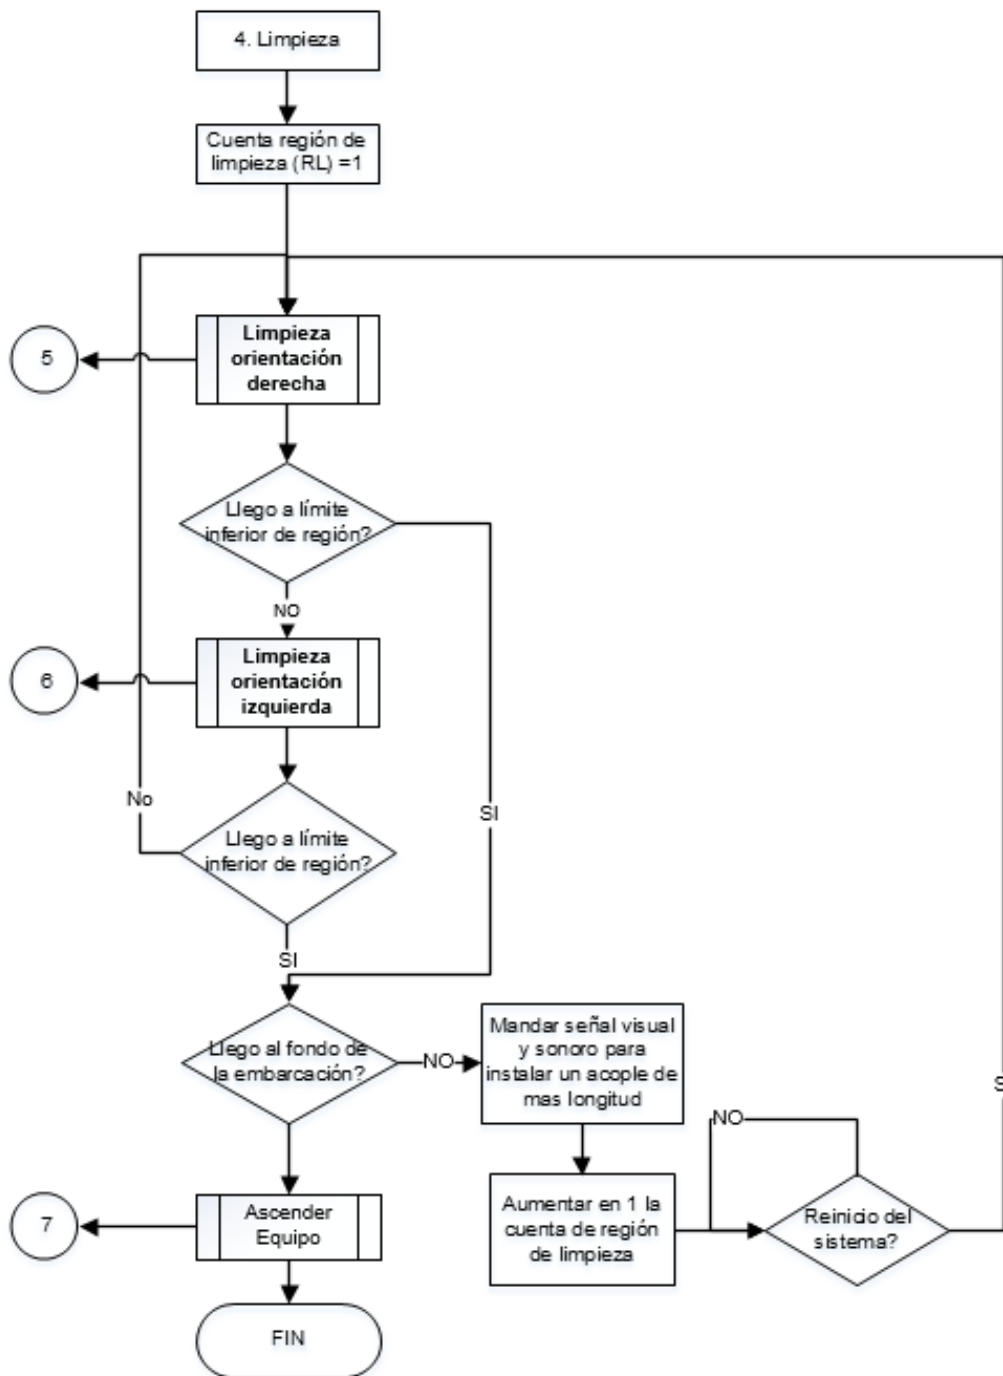 4. Limpieza
Cuenta región de
limpieza (RL) =1
Limpieza
orientación
derecha
5
Llego a límite
inferior de región?
NO
Limpieza
orientación
izquierda
6
No
SI
Llego a límite
inferior de región?
SI
Llego al fondo de
la embarcación?
NO
Mandar señal visual
y sonoro para
instalar un acople de
mas longitud
S
NO
Aumentar en 1 la
cuenta de región
de limpieza
Reinicio del
sistema?
Ascender
Equipo
7
FIN